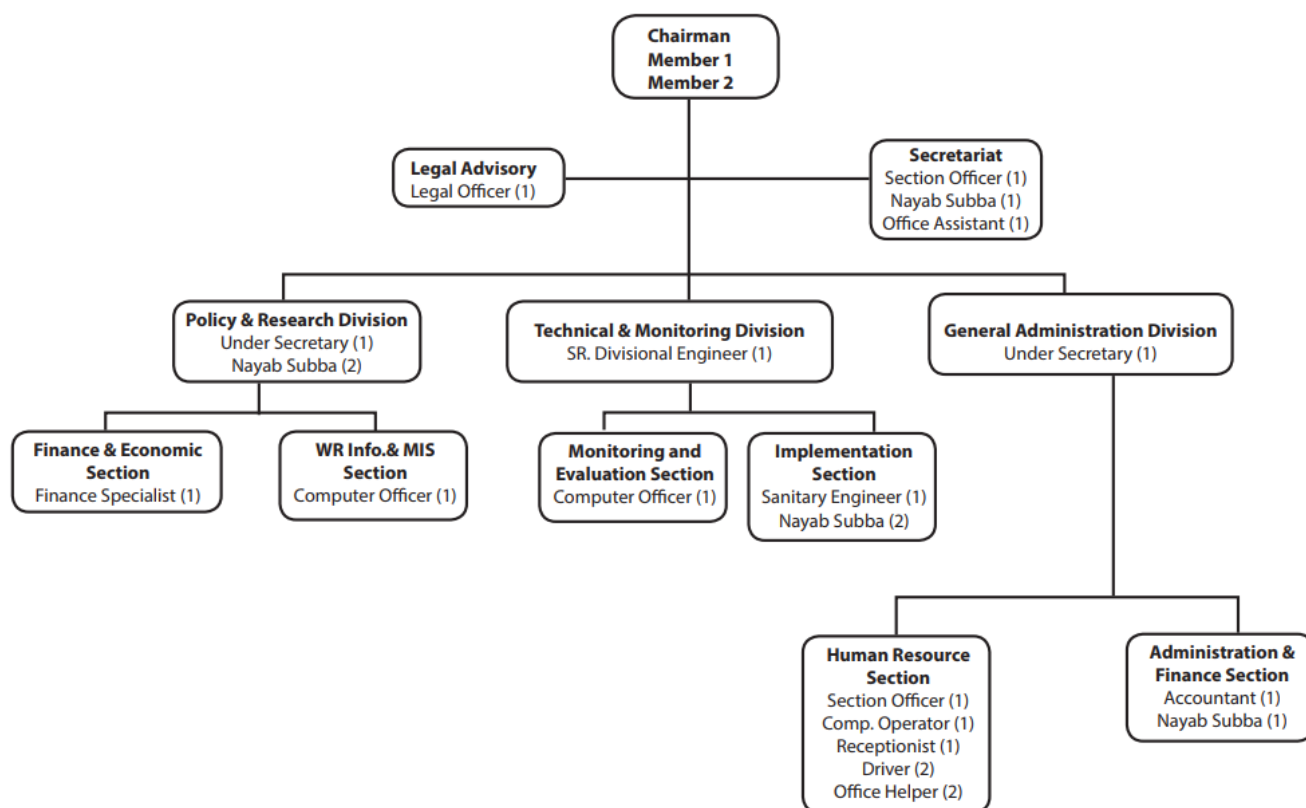 Chairman
Member 1
Member 2
Legal Advisory
Legal Officer (1)
Secretariat
Section Officer (1)
Nayab Subba (1)
Office Assistant (1)
Policy & Research Division
Under Secretary (1)
Nayab Subba (2)
Technical & Monitoring Division
SR. Divisional Engineer (1)
General Administration Division
Under Secretary (1)
Finance & Economic
Section
Finance Specialist (1)
WR Info.& MIS
Section
Computer Officer (1)
Monitoring and
Evaluation Section
Computer Officer (1)
Implementation
Section
Sanitary Engineer (1)
Nayab Subba (2)
Human Resource
Section
Section Officer (1)
Comp. Operator (1)
Receptionist (1)
Driver (2)
Office Helper (2)
Administration &
Finance Section
Accountant (1)
Nayab Subba (1)